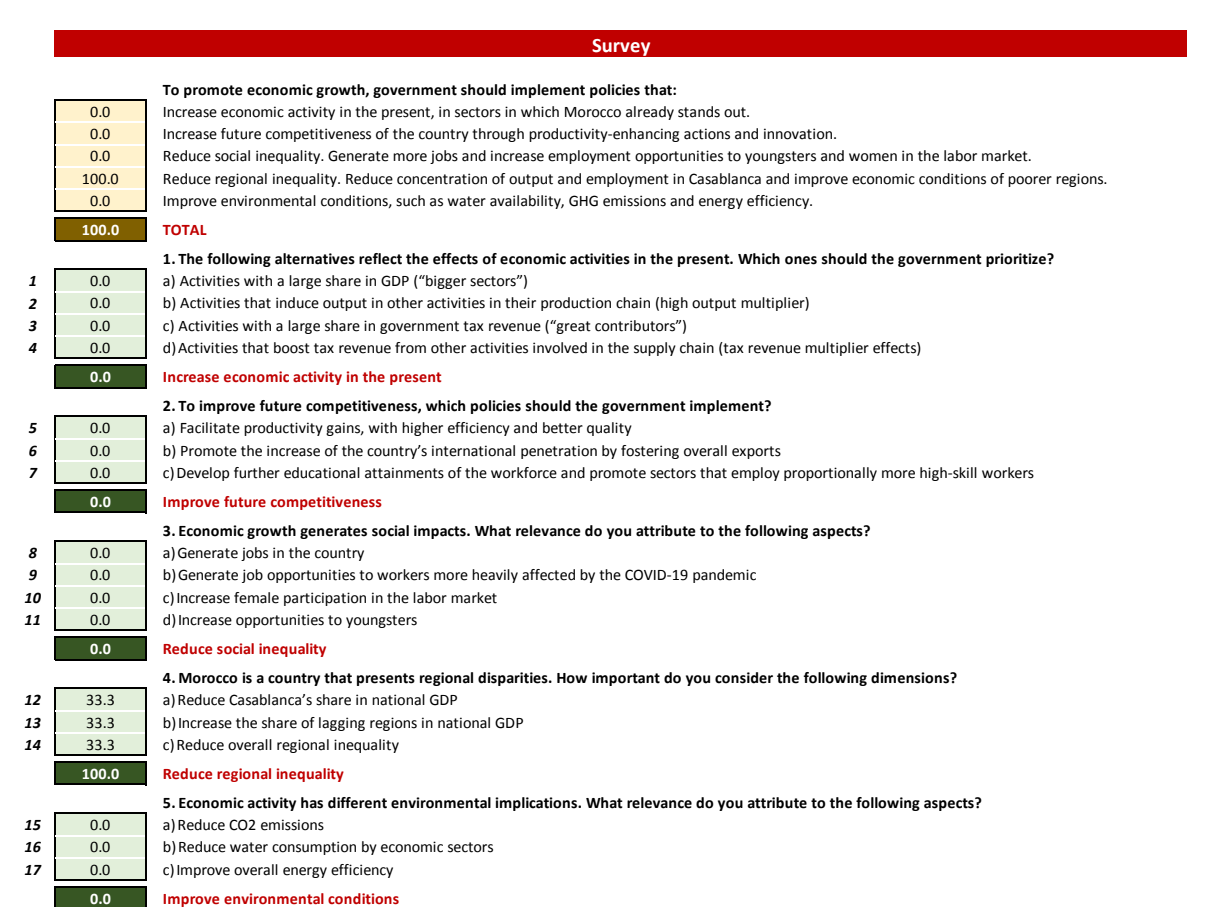 Survey
To promote economic growth, government should implement policies that:
0.0 Increase economic activity in the present, in sectors in which Morocco already stands out.
0.0 Increase future competitiveness of the country through productivity-enhancing actions and innovation.
0.0 Reduce social inequality. Generate more jobs and increase employment opportunities to youngsters and women in the labor market.
100.0 Reduce regional inequality. Reduce concentration of output and employment in Casablanca and improve economic conditions of poorer regions.
0.0 Improve environmental conditions, such as water availability, GHG emissions and energy efficiency.
100.0 TOTAL
1. The following alternatives reflect the effects of economic activities in the present. Which ones should the government prioritize?
1 0.0 a) Activities with a large share in GDP (“bigger sectors”)
2 0.0 b) Activities that induce output in other activities in their production chain (high output multiplier)
3 0.0 c) Activities with a large share in government tax revenue (“great contributors”)
4 0.0 d) Activities that boost tax revenue from other activities involved in the supply chain (tax revenue multiplier effects)
0.0 Increase economic activity in the present
2. To improve future competitiveness, which policies should the government implement?
5 0.0 a) Facilitate productivity gains, with higher efficiency and better quality
6 0.0 b) Promote the increase of the country’s international penetration by fostering overall exports
7 0.0 c) Develop further educational attainments of the workforce and promote sectors that employ proportionally more high-skill workers
0.0 Improve future competitiveness
3. Economic growth generates social impacts. What relevance do you attribute to the following aspects?
8 0.0 a) Generate jobs in the country
9 0.0 b) Generate job opportunities to workers more heavily affected by the COVID-19 pandemic
10 0.0 c) Increase female participation in the labor market
11 0.0 d) Increase opportunities to youngsters
0.0 Reduce social inequality
4. Morocco is a country that presents regional disparities. How important do you consider the following dimensions?
12 33.3 a) Reduce Casablanca’s share in national GDP
13 33.3 b) Increase the share of lagging regions in national GDP
14 33.3 c) Reduce overall regional inequality
100.0 Reduce regional inequality
5. Economic activity has different environmental implications. What relevance do you attribute to the following aspects?
15 0.0 a) Reduce CO2 emissions
16 0.0 b) Reduce water consumption by economic sectors
17 0.0 c) Improve overall energy efficiency
0.0 Improve environmental conditions